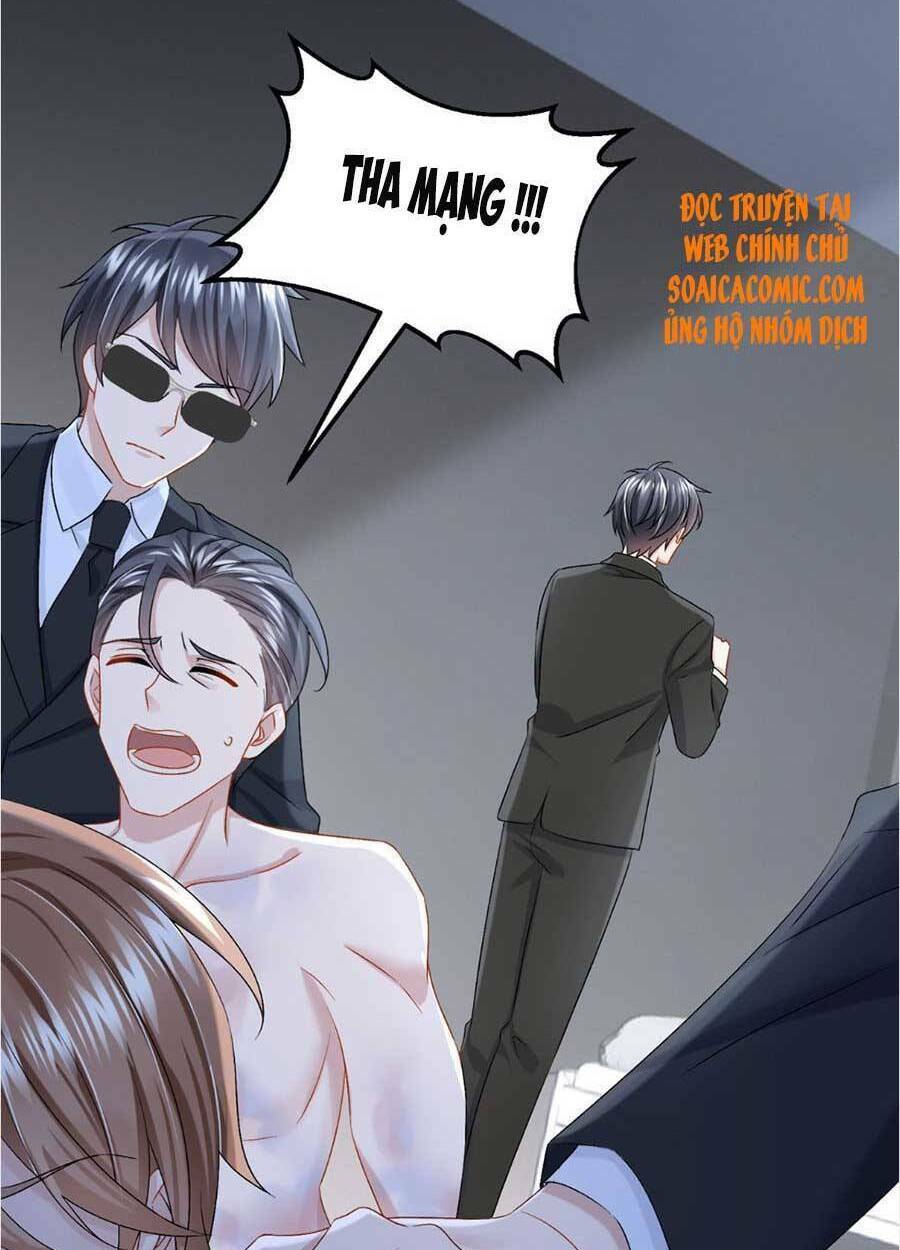 THA MẠNG !!!
ĐỌC TRUYỆN TẠI
WEB CHÍNH CHỦ
SOAICACOMIC.COM
ỦNG HỘ NHÓM DỊCH